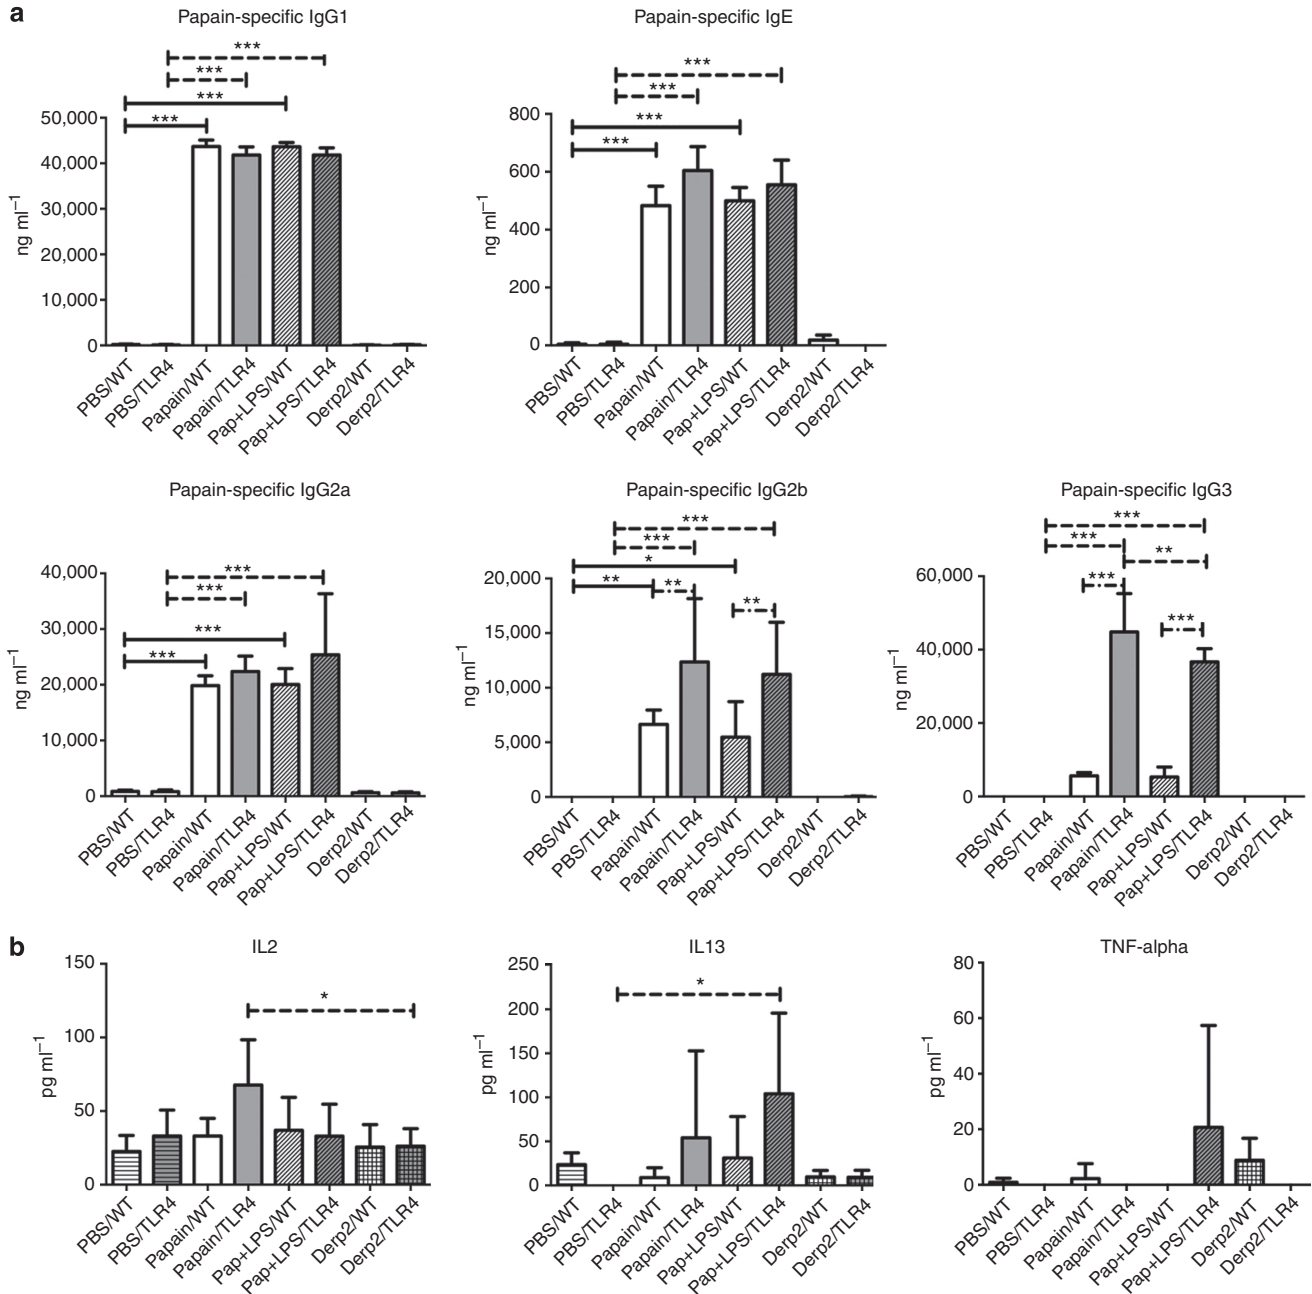 a
Papain-specific IgG1
***
***
***
***
50,000
40,000
30,000
20,000
10,000
0
ng ml−1
PBS/WT
PBS/TLR4
Papain/WT
Papain/TLR4
Pap+LPS/WT
Pap+LPS/TLR4
Derp2/WT
Derp2/TLR4
Papain-specific IgE
***
***
***
***
800
600
400
200
0
ng ml−1
PBS/WT
PBS/TLR4
Papain/WT
Papain/TLR4
Pap+LPS/WT
Pap+LPS/TLR4
Derp2/WT
Derp2/TLR4
Papain-specific IgG2a
***
***
***
***
40,000
30,000
20,000
10,000
0
ng ml−1
PBS/WT
PBS/TLR4
Papain/WT
Papain/TLR4
Pap+LPS/WT
Pap+LPS/TLR4
Derp2/WT
Derp2/TLR4
Papain-specific IgG2b
***
***
*
** **
**
20,000
15,000
10,000
5,000
0
ng ml−1
PBS/WT
PBS/TLR4
Papain/WT
Papain/TLR4
Pap+LPS/WT
Pap+LPS/TLR4
Derp2/WT
Derp2/TLR4
Papain-specific IgG3
***
***
**
***
***
60,000
40,000
20,000
0
ng ml−1
PBS/WT
PBS/TLR4
Papain/WT
Papain/TLR4
Pap+LPS/WT
Pap+LPS/TLR4
Derp2/WT
Derp2/TLR4
b
IL2
*
150
100
50
0
pg ml−1
PBS/WT
PBS/TLR4
Papain/WT
Papain/TLR4
Pap+LPS/WT
Pap+LPS/TLR4
Derp2/WT
Derp2/TLR4
IL13
*
250
200
150
100
50
0
pg ml−1
PBS/WT
PBS/TLR4
Papain/WT
Papain/TLR4
Pap+LPS/WT
Pap+LPS/TLR4
Derp2/WT
Derp2/TLR4
TNF-alpha
80
60
40
20
0
pg ml−1
PBS/WT
PBS/TLR4
Papain/WT
Papain/TLR4
Pap+LPS/WT
Pap+LPS/TLR4
Derp2/WT
Derp2/TLR4